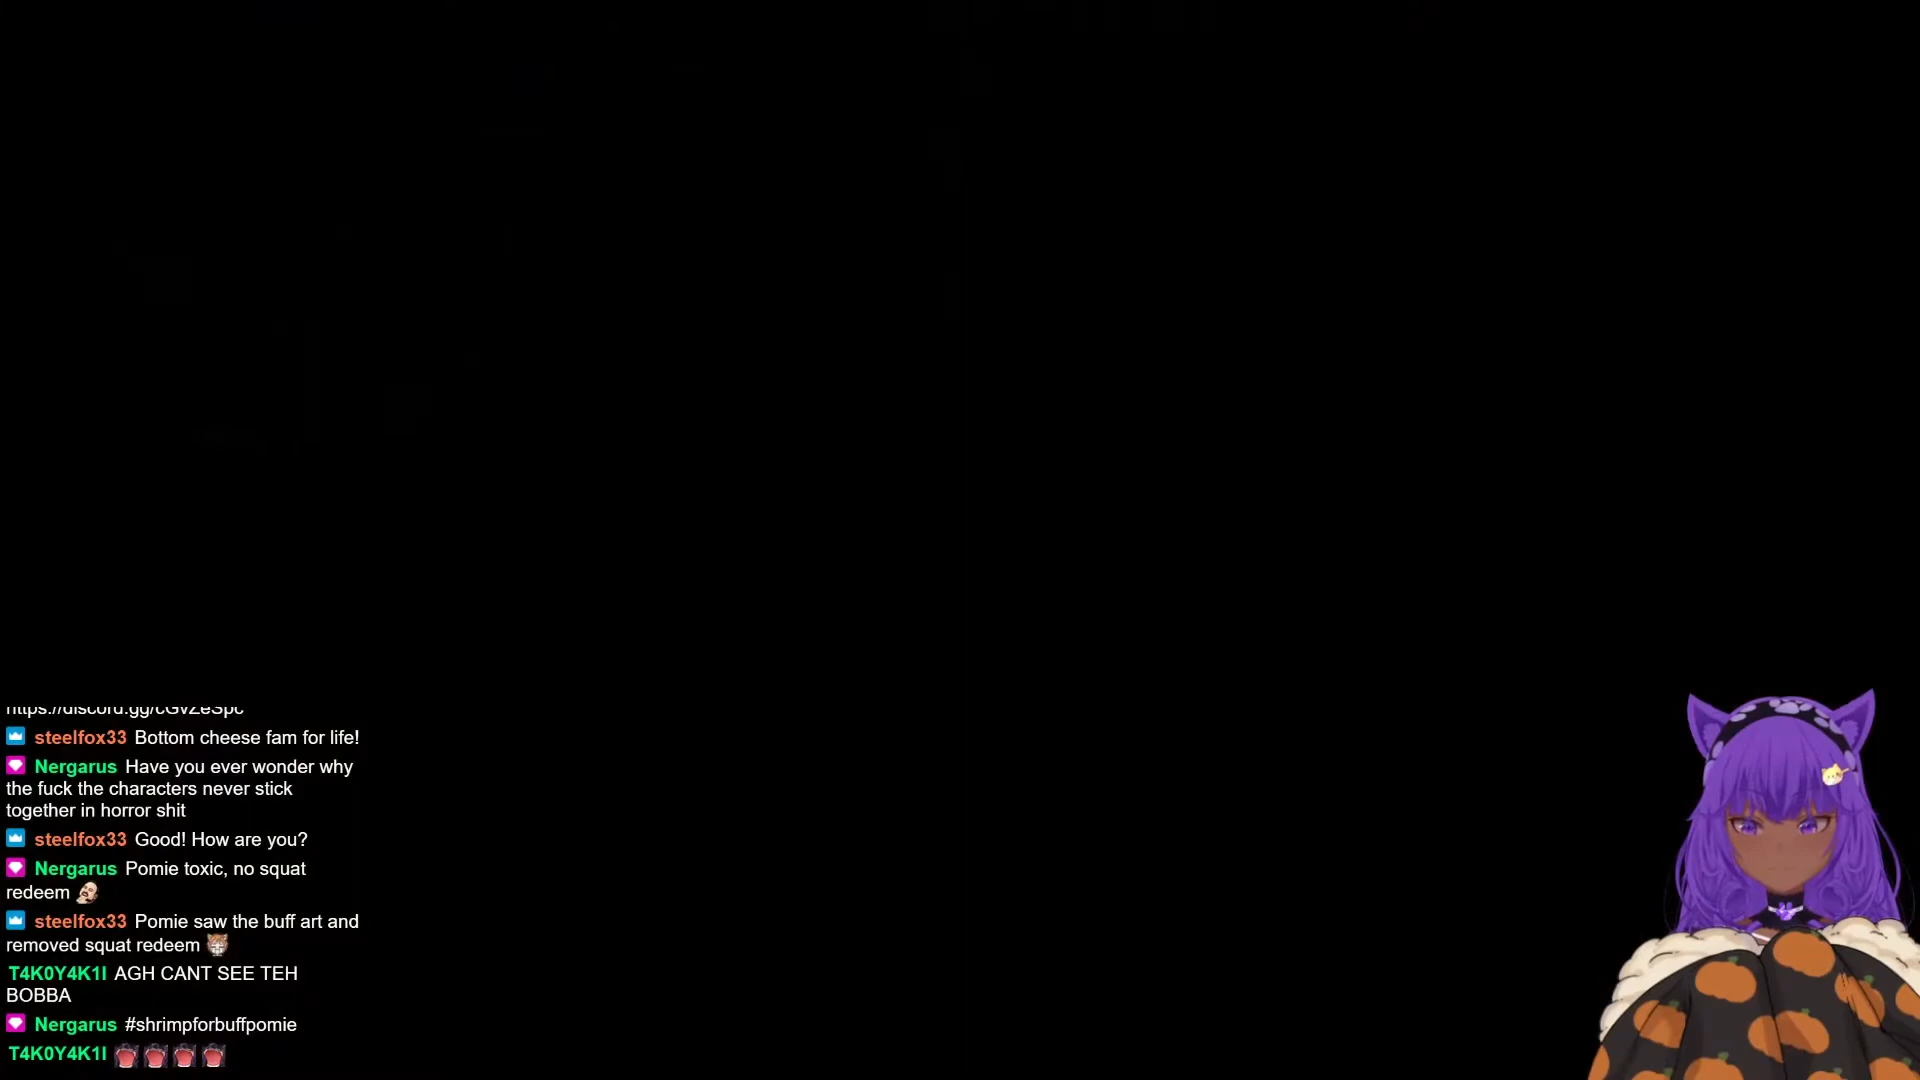 steelfox33 Bottom cheese fam for life!
Nergarus Have you ever wonder why
the fuck the characters never stick
together in horror shit
steelfox33 Good! How are you?
Nergarus Pomie toxic, no squat
redeem
steelfox33 Pomie saw the buff art and
removed squat redeem
T4K0Y4K1I AGH CANT SEE TEH
BOBBA
Nergarus #shrimpforbuffpomie
T4K0Y4K1I